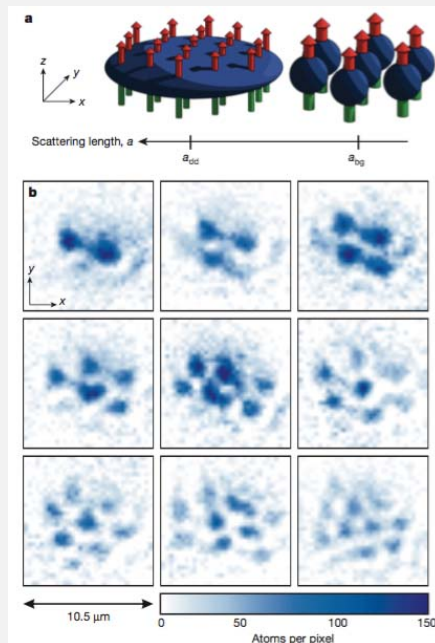 a
z
y
x
Scattering length, a
a_dd
a_bg
b
y
x
10.5 μm
0
50
100
150
Atoms per pixel